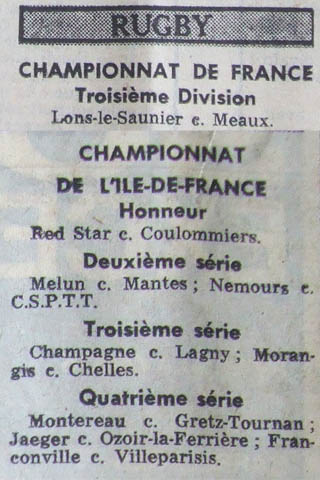 RUGBY
CHAMPIONNAT DE FRANCE
Troisième Division
Lons-le-Saunier c. Meaux.
CHAMPIONNAT
DE L'ILE-DE-FRANCE
Honneur
Red Star c. Coulommiers.
Deuxième série
Melun c. Mantes ; Nemours c.
C.S.P.T.T.
Troisième série
Champagne c. Lagny ; Moran-
gis c. Chelles.
Quatrième série
Montereau c. Gretz-Tournan ;
Jaeger c. Ozoir-la-Ferrière ; Fran-
conville c. Villeparisis.